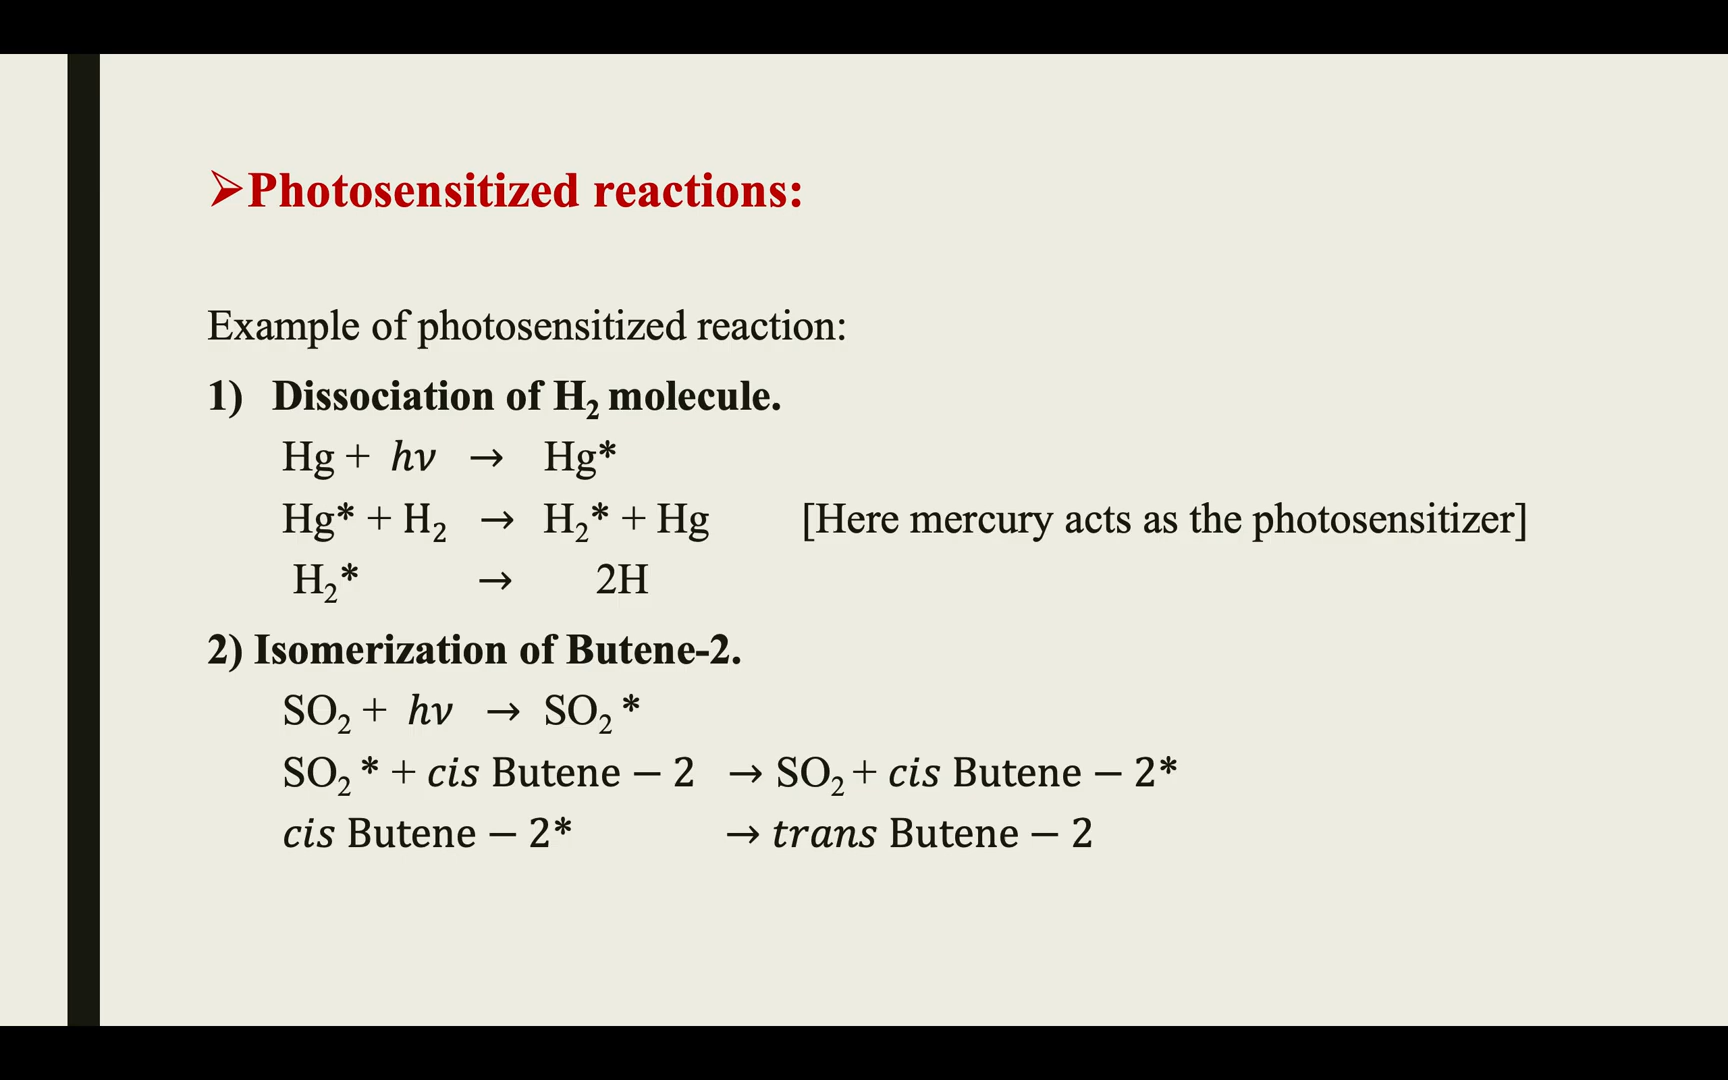 ➢Photosensitized reactions:
Example of photosensitized reaction:
1) Dissociation of H₂ molecule.
Hg + hν → Hg*
Hg* + H₂ → H₂* + Hg [Here mercury acts as the photosensitizer]
H₂* → 2H
2) Isomerization of Butene-2.
SO₂ + hν → SO₂ *
SO₂ * + cis Butene − 2 → SO₂ + cis Butene − 2*
cis Butene − 2* → trans Butene − 2